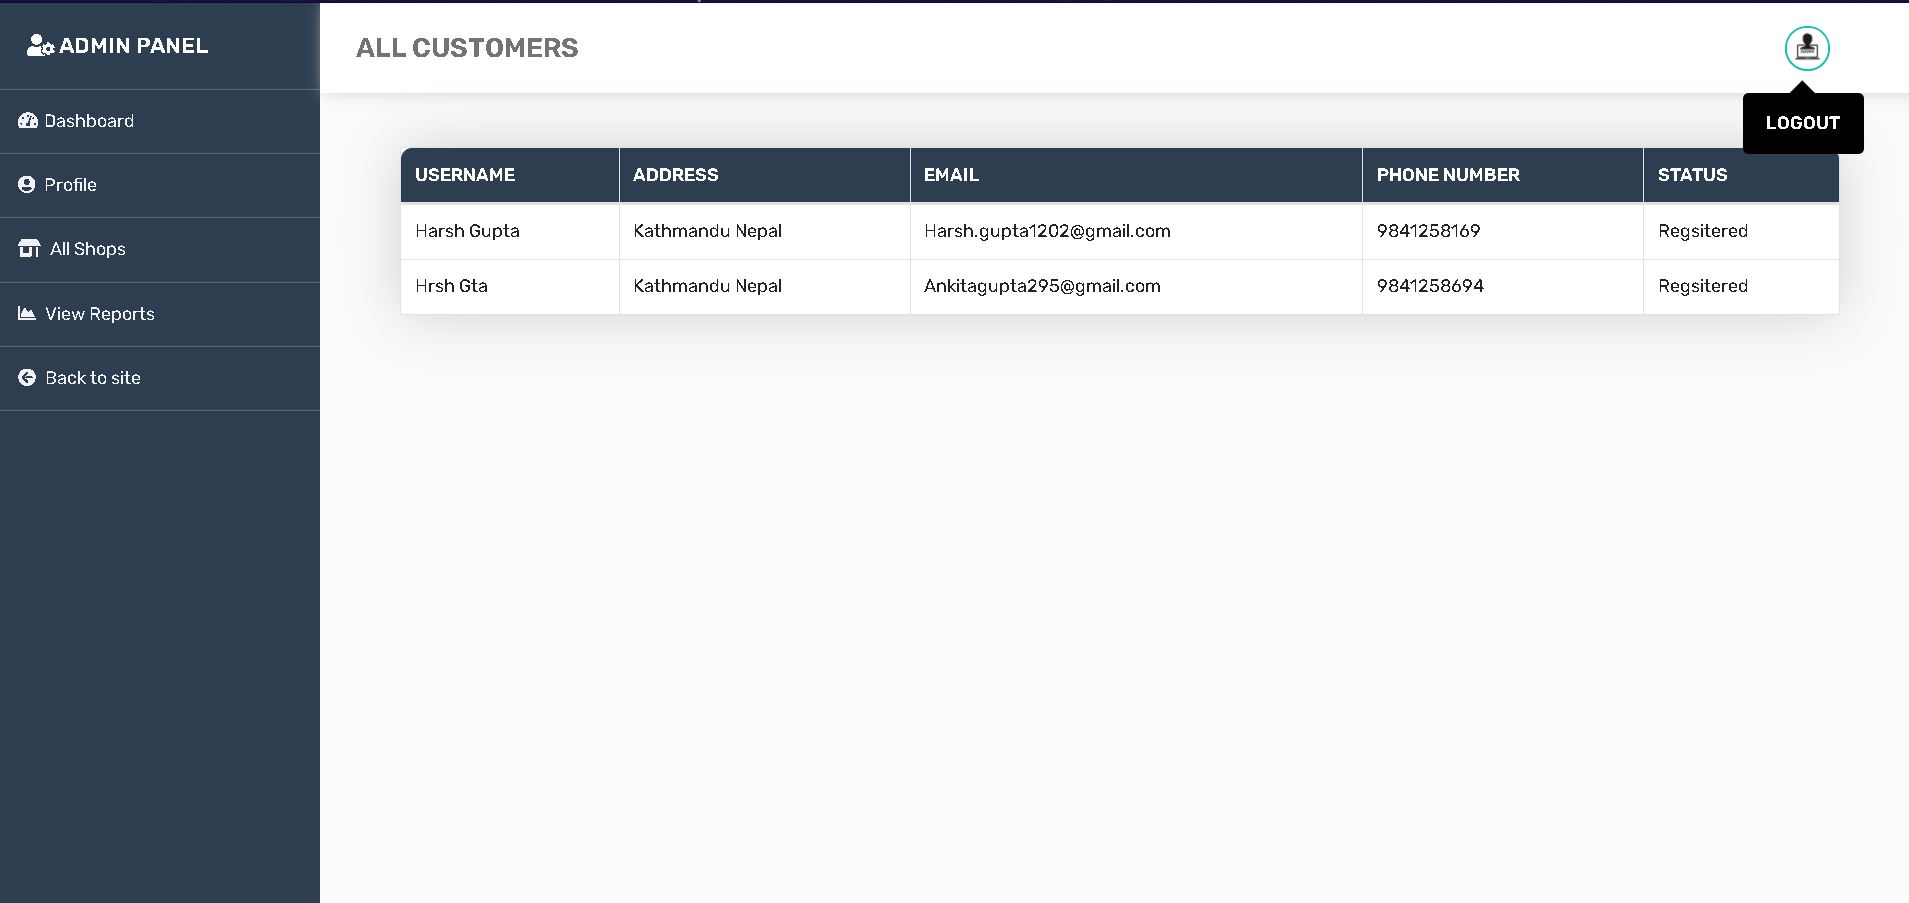 ADMIN PANEL
ALL CUSTOMERS
LOGOUT
Dashboard
Profile
All Shops
View Reports
Back to site
USERNAME ADDRESS EMAIL PHONE NUMBER STATUS
Harsh Gupta Kathmandu Nepal Harsh.gupta1202@gmail.com 9841258169 Regsitered
Hrsh Gta Kathmandu Nepal Ankitagupta295@gmail.com 9841258694 Regsitered